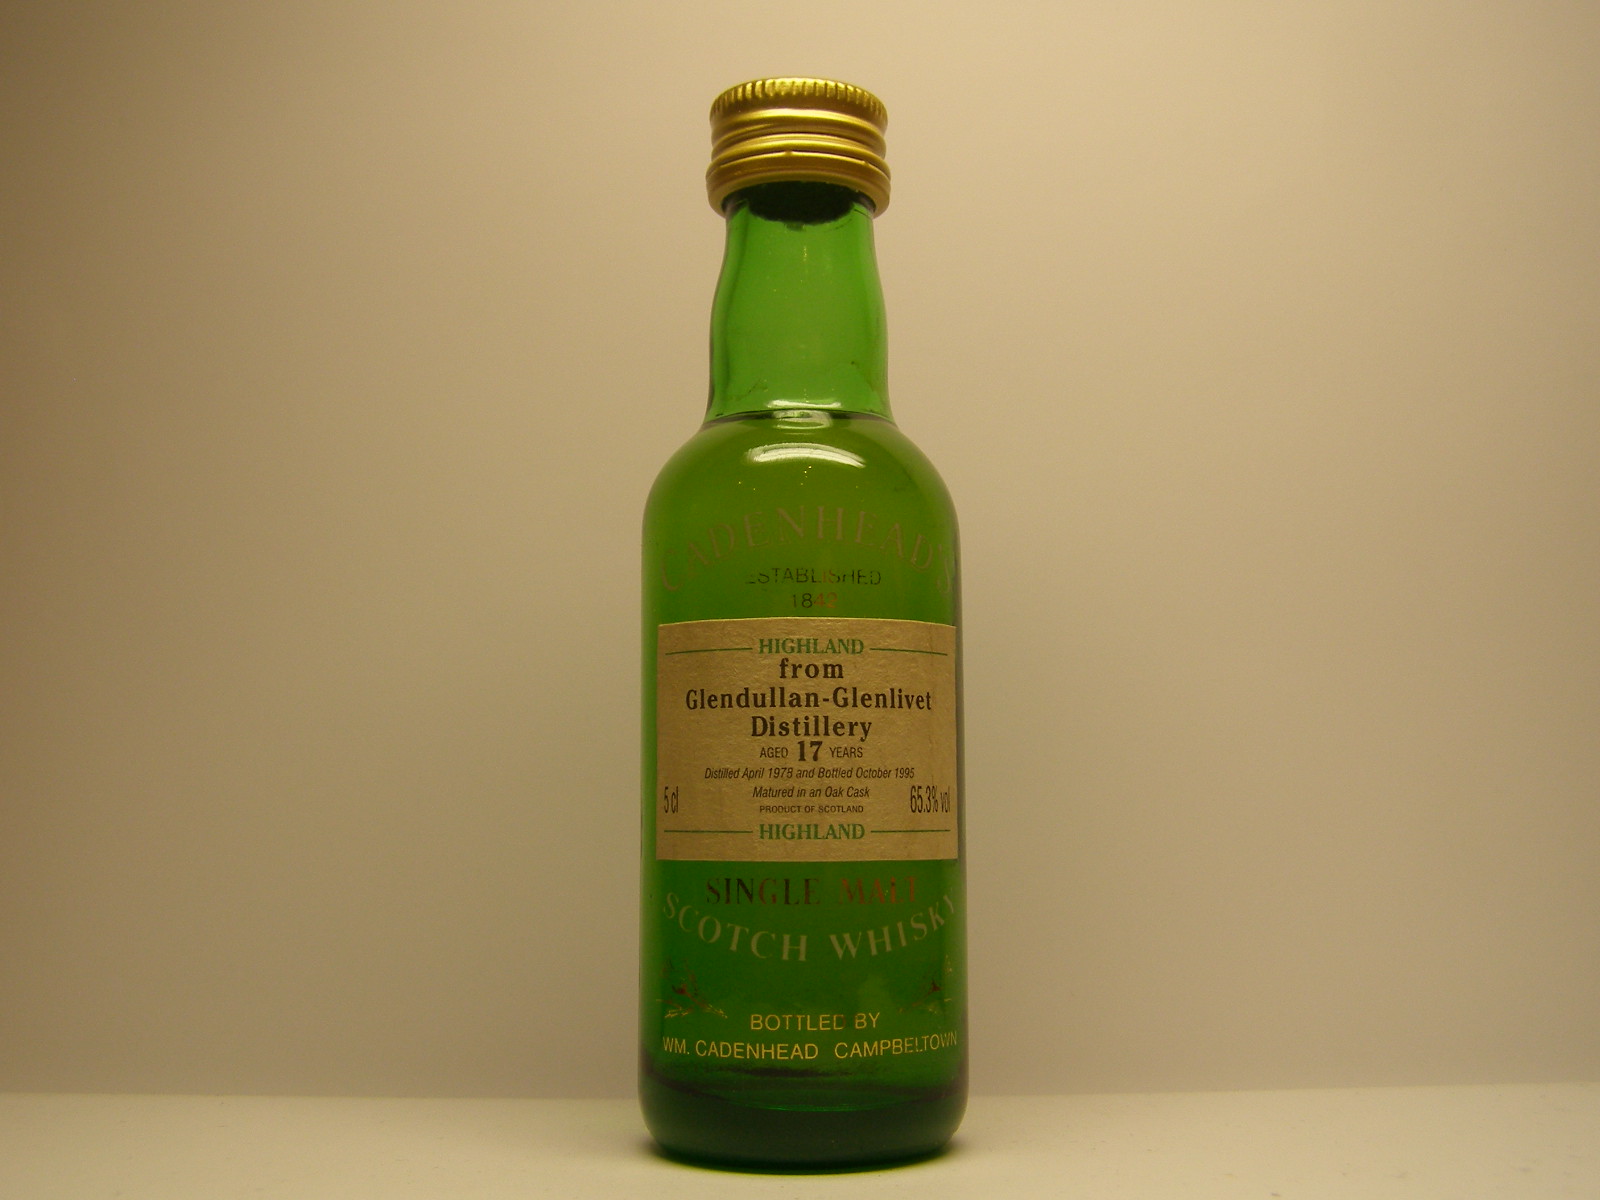 CADENHEAD'S
ESTABLISHED
1842
HIGHLAND
from
Glendullan-Glenlivet
Distillery
AGED 17 YEARS
Distilled April 1978 and Bottled October 1995
Matured in an Oak Cask
5 cl 65.3% vol
PRODUCT OF SCOTLAND
HIGHLAND
SINGLE MALT
SCOTCH WHISKY
BOTTLED BY
WM. CADENHEAD CAMPBELTOWN